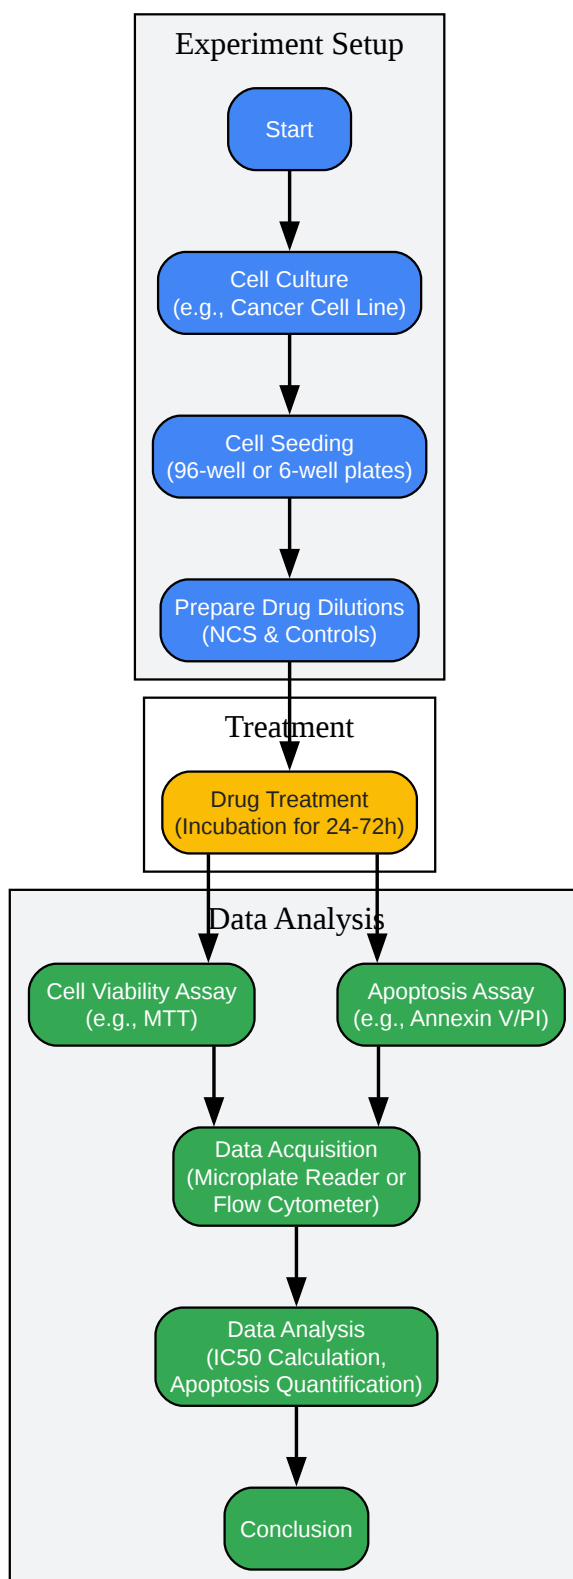 Experiment Setup
Start
Cell Culture
(e.g., Cancer Cell Line)
Cell Seeding
(96-well or 6-well plates)
Prepare Drug Dilutions
(NCS & Controls)
Treatment
Drug Treatment
(Incubation for 24-72h)
Data Analysis
Cell Viability Assay
(e.g., MTT)
Apoptosis Assay
(e.g., Annexin V/PI)
Data Acquisition
(Microplate Reader or
Flow Cytometer)
Data Analysis
(IC50 Calculation,
Apoptosis Quantification)
Conclusion